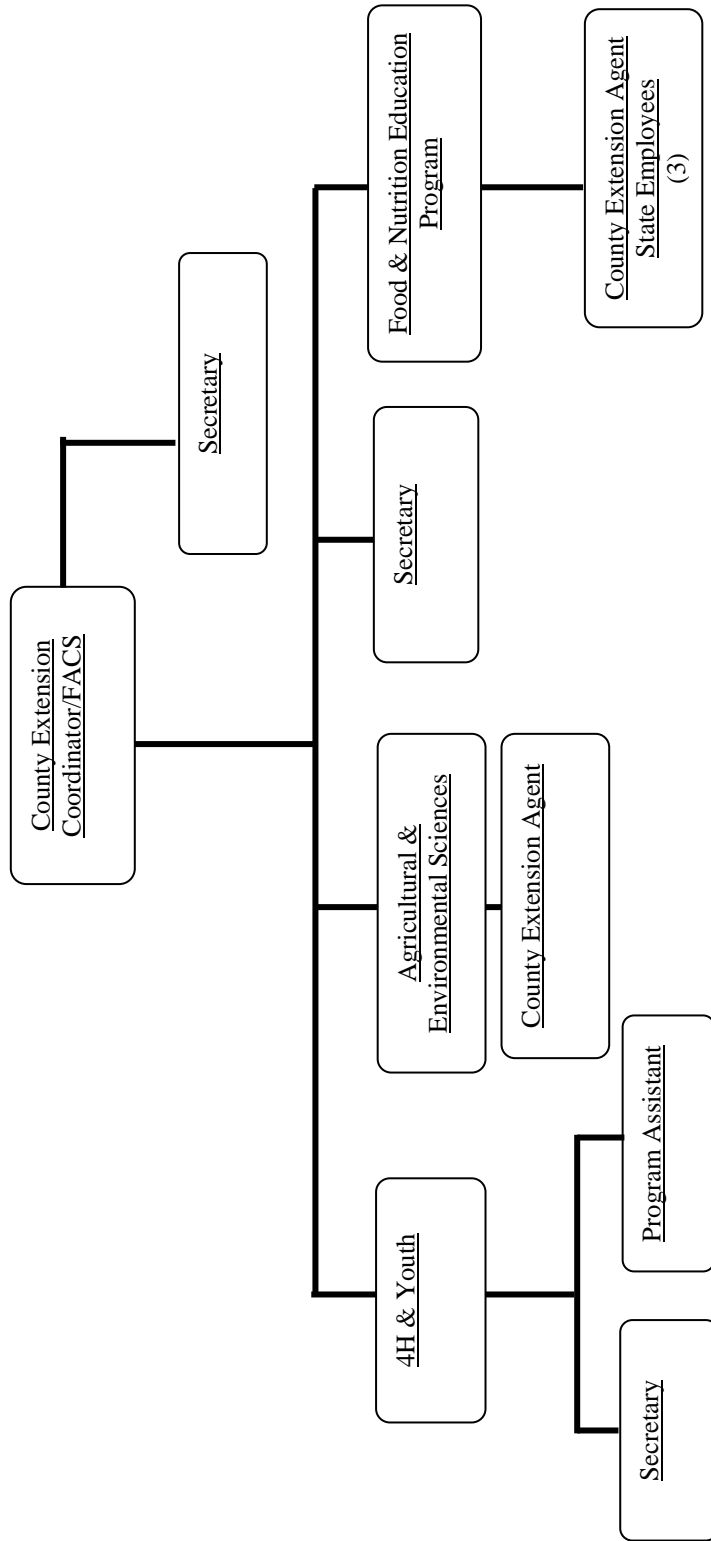 County Extension
Coordinator/FACS
Secretary
4H & Youth
Agricultural &
Environmental Sciences
Secretary
Food & Nutrition Education
Program
County Extension Agent
County Extension Agent
State Employees
(3)
Secretary
Program Assistant